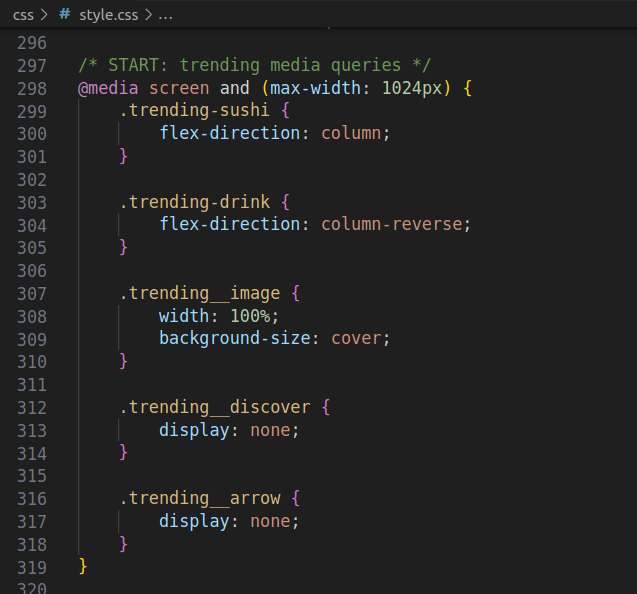 css > # style.css > ...
296
297 /* START: trending media queries */
298 @media screen and (max-width: 1024px) {
299     .trending-sushi {
300         flex-direction: column;
301     }
302
303     .trending-drink {
304         flex-direction: column-reverse;
305     }
306
307     .trending__image {
308         width: 100%;
309         background-size: cover;
310     }
311
312     .trending__discover {
313         display: none;
314     }
315
316     .trending__arrow {
317         display: none;
318     }
319 }
320